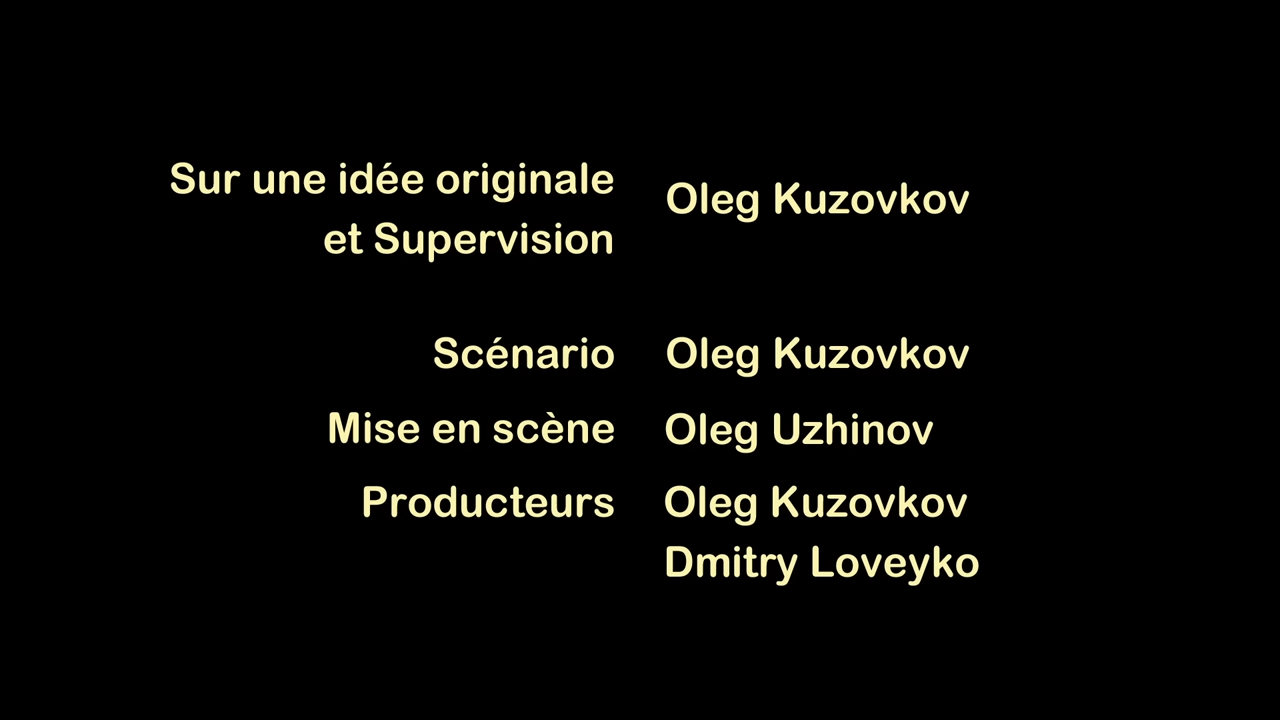 Sur une idée originale
et Supervision
Oleg Kuzovkov
Scénario Oleg Kuzovkov
Mise en scène Oleg Uzhinov
Producteurs Oleg Kuzovkov
Dmitry Loveyko